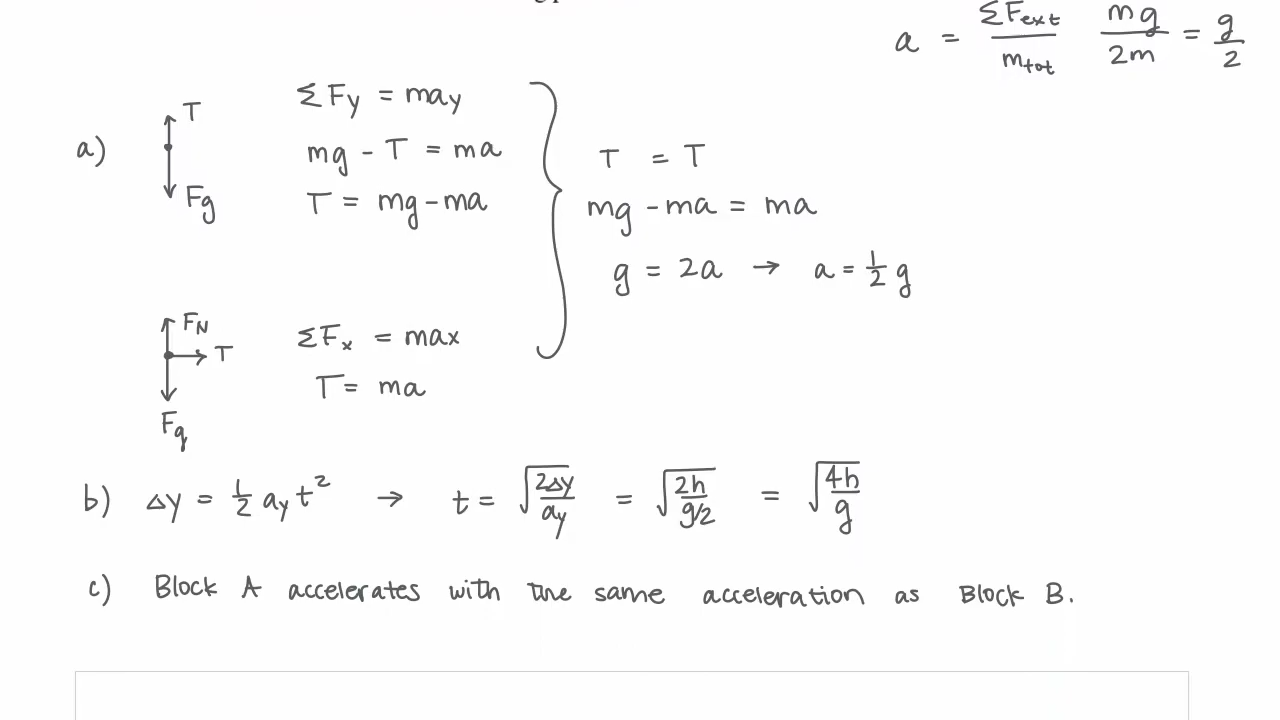 a = ΣFext/mtot mg/2m = g/2
a) T ΣFy = may
mg - T = ma
Fg T = mg - ma
T = T
mg - ma = ma
g = 2a → a = 1/2 g
FN ΣFx = max
T T = ma
Fg
b) Δy = 1/2 ay t² → t = √(2Δy/ay) = √(2h/g/2) = √(4h/g)
c) Block A accelerates with the same acceleration as Block B.